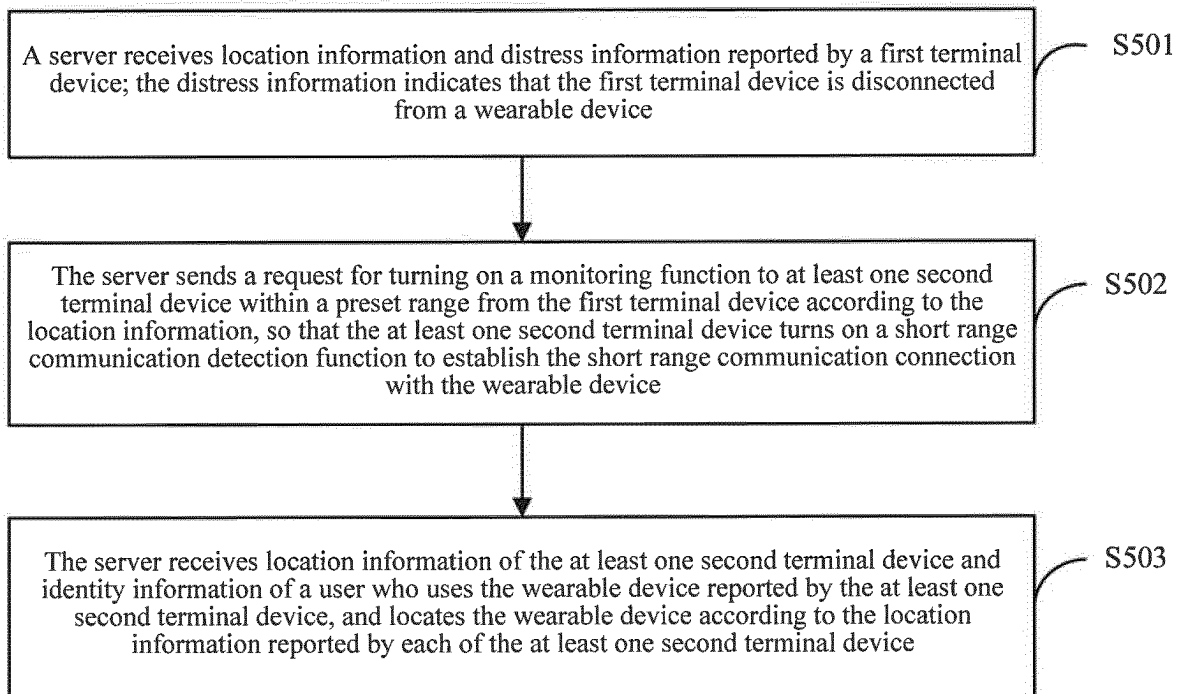 A server receives location information and distress information reported by a first terminal
device; the distress information indicates that the first terminal device is disconnected
from a wearable device
S501
The server sends a request for turning on a monitoring function to at least one second
terminal device within a preset range from the first terminal device according to the
location information, so that the at least one second terminal device turns on a short range
communication detection function to establish the short range communication connection
with the wearable device
S502
The server receives location information of the at least one second terminal device and
identity information of a user who uses the wearable device reported by the at least one
second terminal device, and locates the wearable device according to the location
information reported by each of the at least one second terminal device
S503